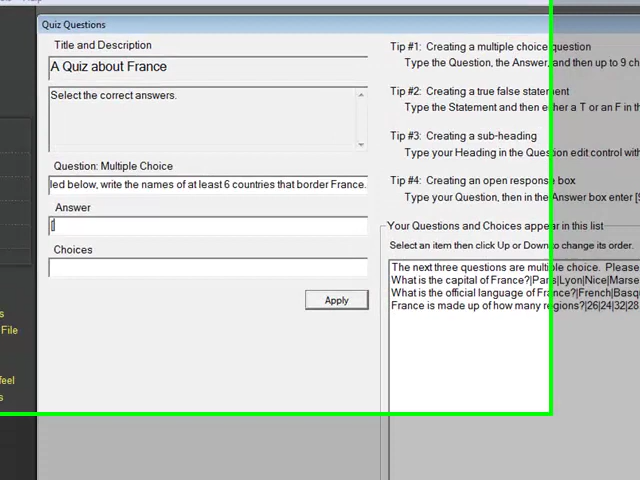 Help
Quiz Questions
Title and Description
A Quiz about France
Select the correct answers.
Question: Multiple Choice
led below, write the names of at least 6 countries that border France.
Answer
[
Choices
Apply
Tip #1: Creating a multiple choice question
Type the Question, the Answer, and then up to 9 ch
Tip #2: Creating a true false statement
Type the Statement and then either a T or an F in th
Tip #3: Creating a sub-heading
Type your Heading in the Question edit control with
Tip #4: Creating an open response box
Type your Question, then in the Answer box enter [9
Your Questions and Choices appear in this list
Select an item then click Up or Down to change its order.
The next three questions are multiple choice. Please
What is the capital of France?|Paris|Lyon|Nice|Marse
What is the official language of France?|French|Basqu
France is made up of how many regions?|26|24|32|28
s
File
feel
s